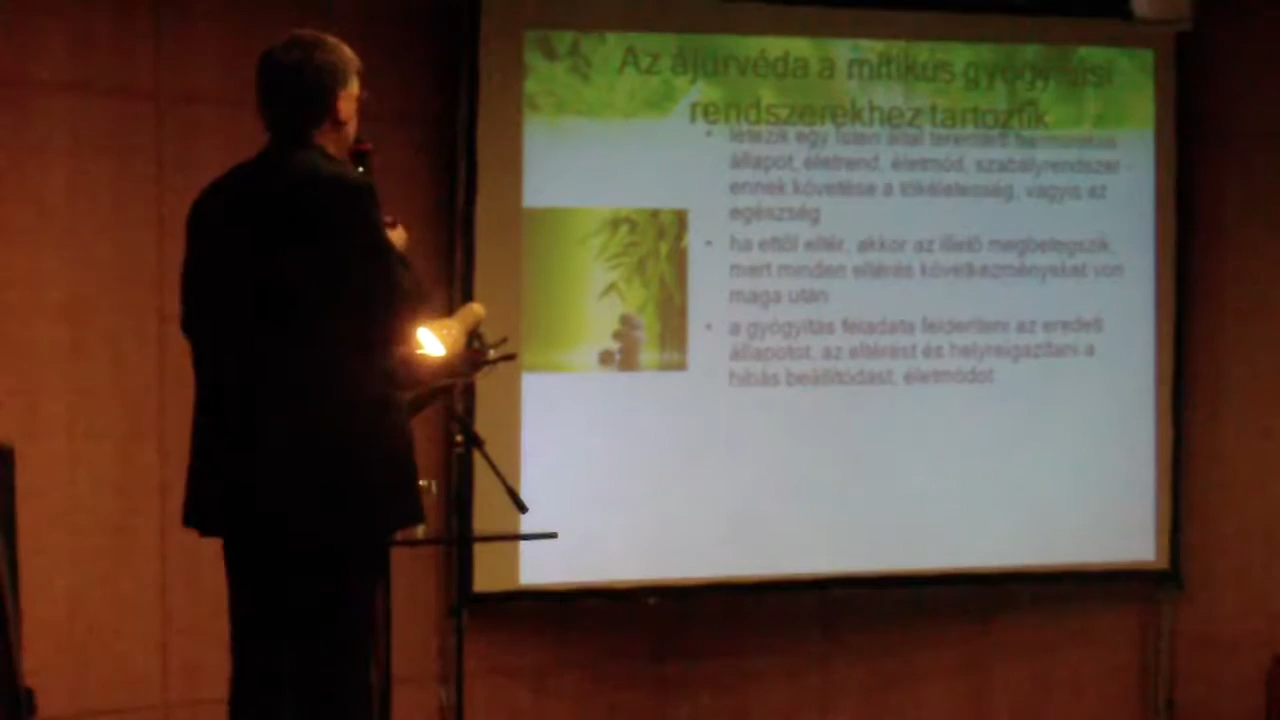 Az ájurvéda a mitikus gyógyítási
rendszerekhez tartozik
létezik egy Isten által teremtett harmonikus
állapot, életrend, életmód, szabályrendszer -
ennek követése a tökéletesség, vagyis az
egészség
ha ettől eltér, akkor az illető megbetegszik,
mert minden eltérés következményeket von
maga után
a gyógyítás feladata felderíteni az eredeti
állapotot, az eltérést és helyreigazítani a
hibás beállítódást, életmódot